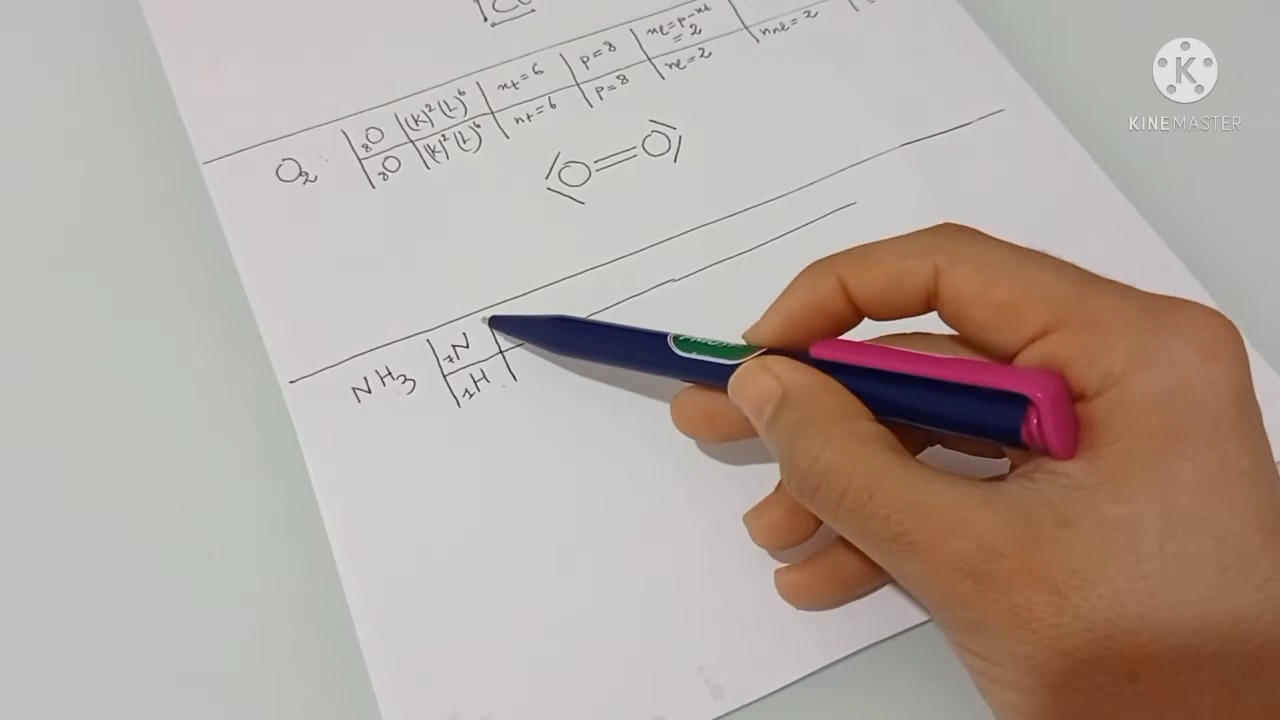 Cl
O₂ | ₈O | (K)²(L)⁶ | nt=6 | p=8 | nl=p-nt =2
₈O | (K)²(L)⁶ | nt=6 | p=8 | nl=2 | nnl=2
O=O
NH₃ | ₇N
₁H
KINEMASTER